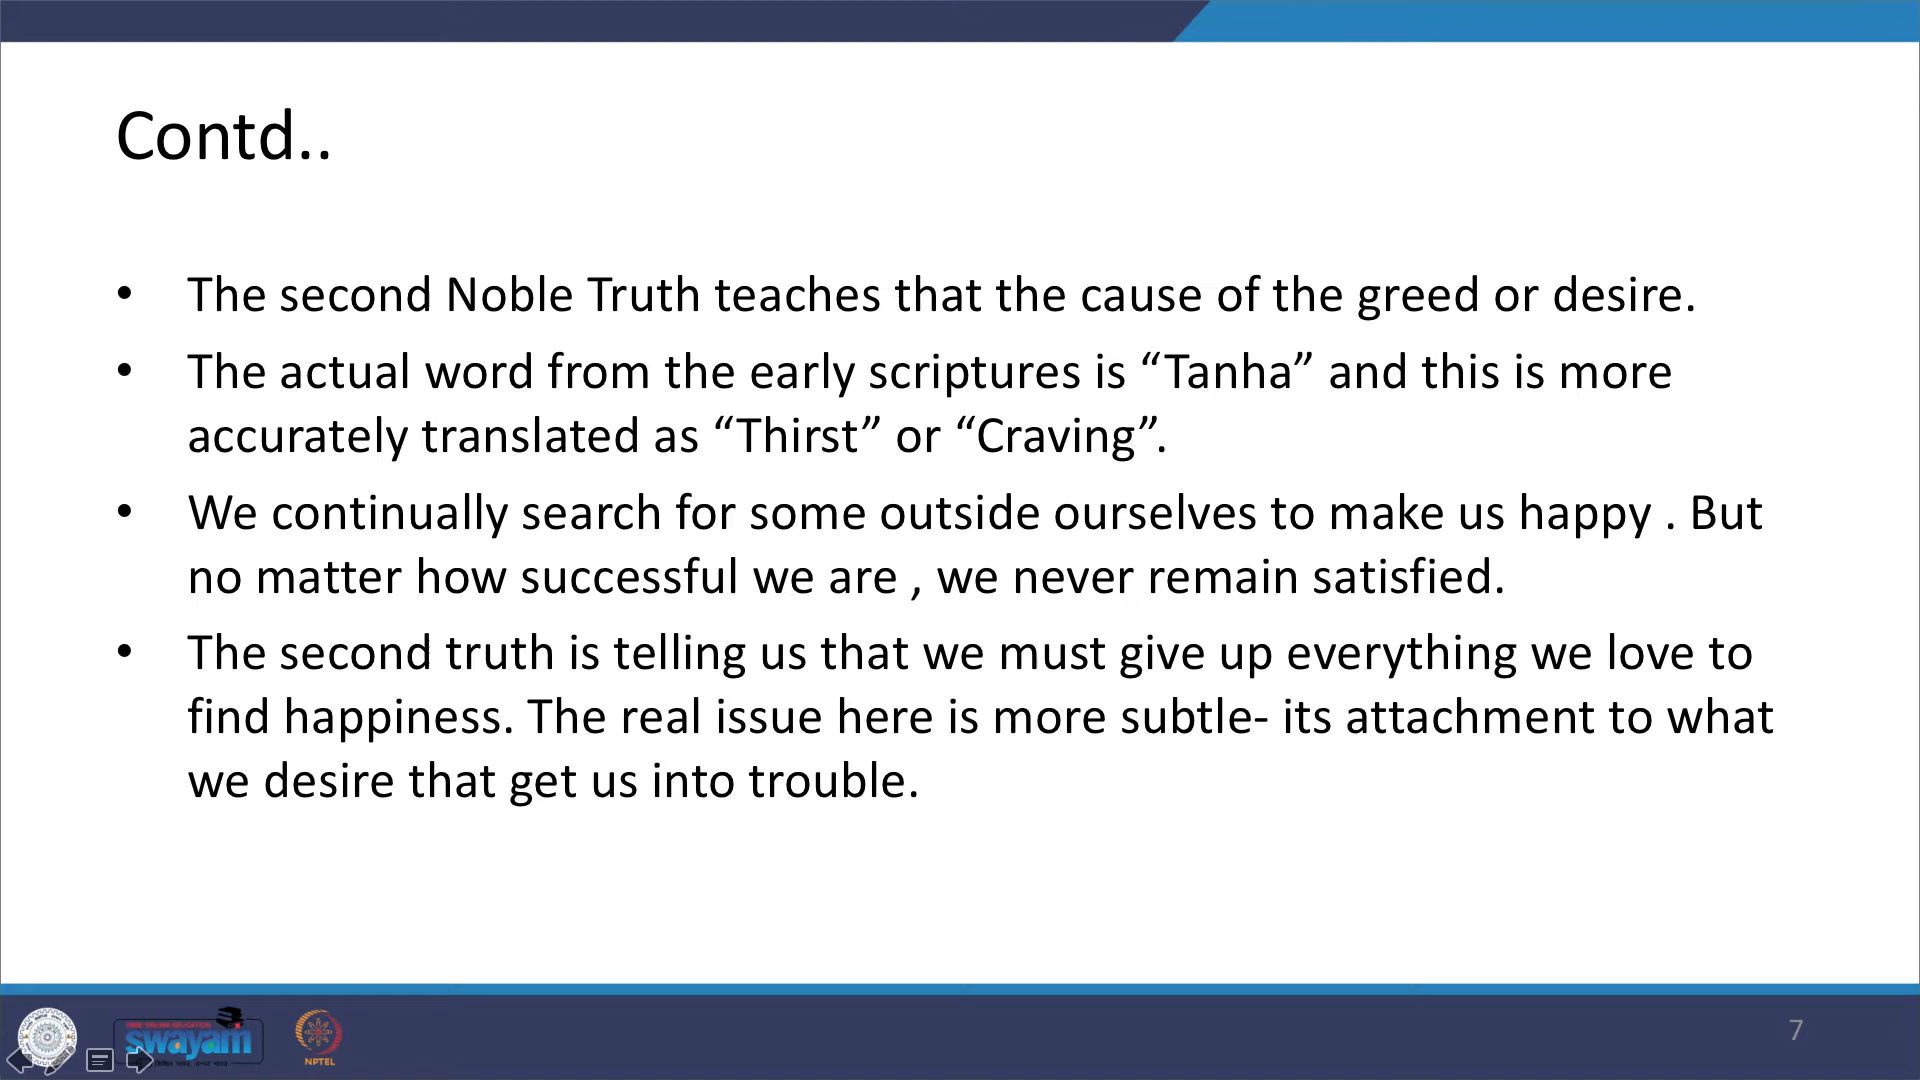 Contd..
• The second Noble Truth teaches that the cause of the greed or desire.
• The actual word from the early scriptures is “Tanha” and this is more
accurately translated as “Thirst” or “Craving”.
• We continually search for some outside ourselves to make us happy . But
no matter how successful we are , we never remain satisfied.
• The second truth is telling us that we must give up everything we love to
find happiness. The real issue here is more subtle- its attachment to what
we desire that get us into trouble.
swayam
NPTEL
7